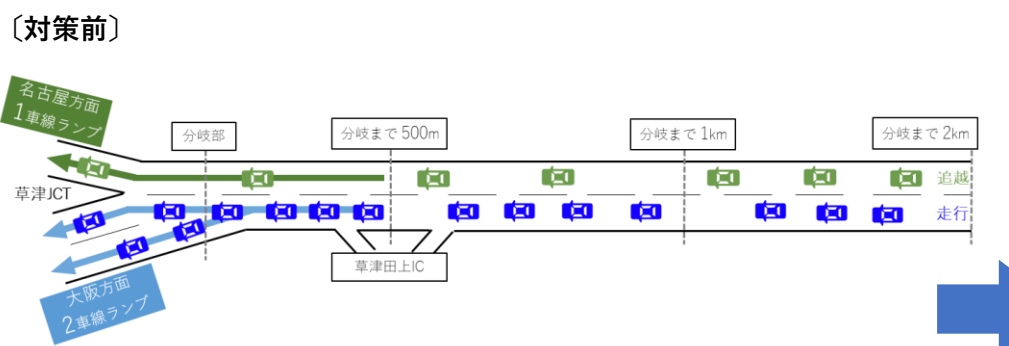 〔対策前〕
名古屋方面
1車線ランプ
分岐部
分岐まで 500m
分岐まで 1km
分岐まで 2km
追越
草津JCT
走行
草津田上IC
大阪方面
2車線ランプ